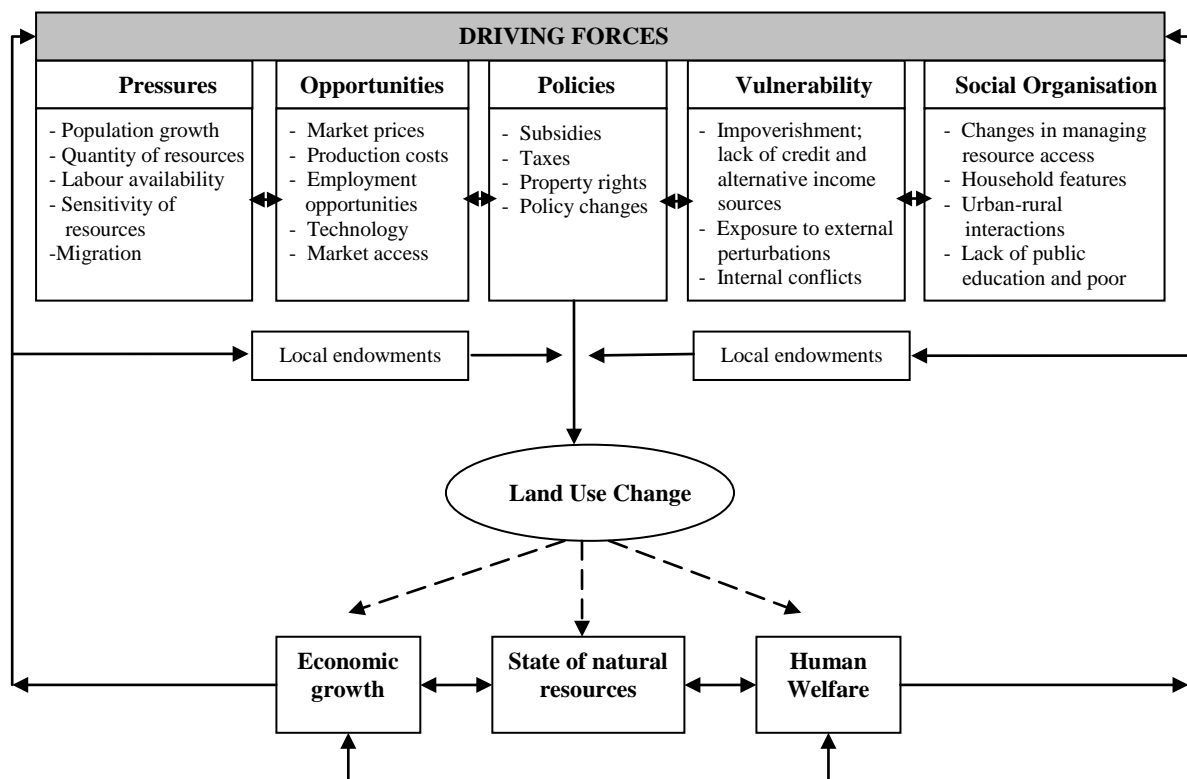 DRIVING FORCES
Pressures
- Population growth
- Quantity of resources
- Labour availability
- Sensitivity of
resources
-Migration
Opportunities
- Market prices
- Production costs
- Employment
opportunities
- Technology
- Market access
Policies
- Subsidies
- Taxes
- Property rights
- Policy changes
Vulnerability
- Impoverishment;
lack of credit and
alternative income
sources
- Exposure to external
perturbations
- Internal conflicts
Social Organisation
- Changes in managing
resource access
- Household features
- Urban-rural
interactions
- Lack of public
education and poor
Local endowments
Local endowments
Land Use Change
Economic
growth
State of natural
resources
Human
Welfare